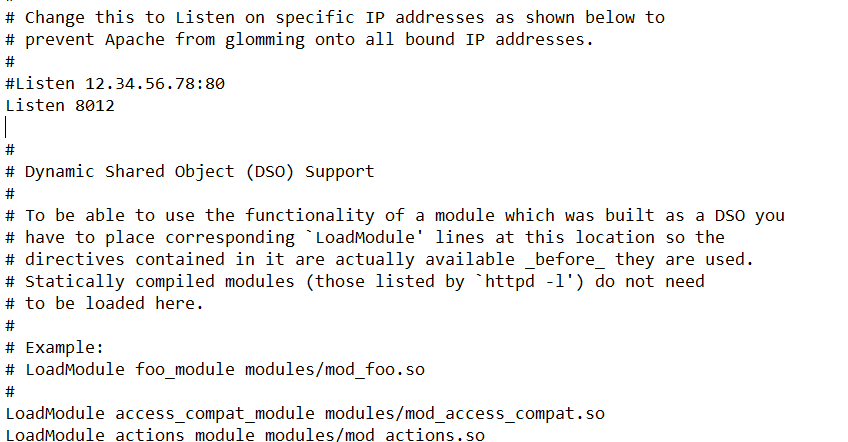 # Change this to Listen on specific IP addresses as shown below to
# prevent Apache from glomming onto all bound IP addresses.
#
#Listen 12.34.56.78:80
Listen 8012
#
# Dynamic Shared Object (DSO) Support
#
# To be able to use the functionality of a module which was built as a DSO you
# have to place corresponding `LoadModule' lines at this location so the
# directives contained in it are actually available _before_ they are used.
# Statically compiled modules (those listed by `httpd -l') do not need
# to be loaded here.
#
# Example:
# LoadModule foo_module modules/mod_foo.so
#
LoadModule access_compat_module modules/mod_access_compat.so
LoadModule actions_module modules/mod_actions.so